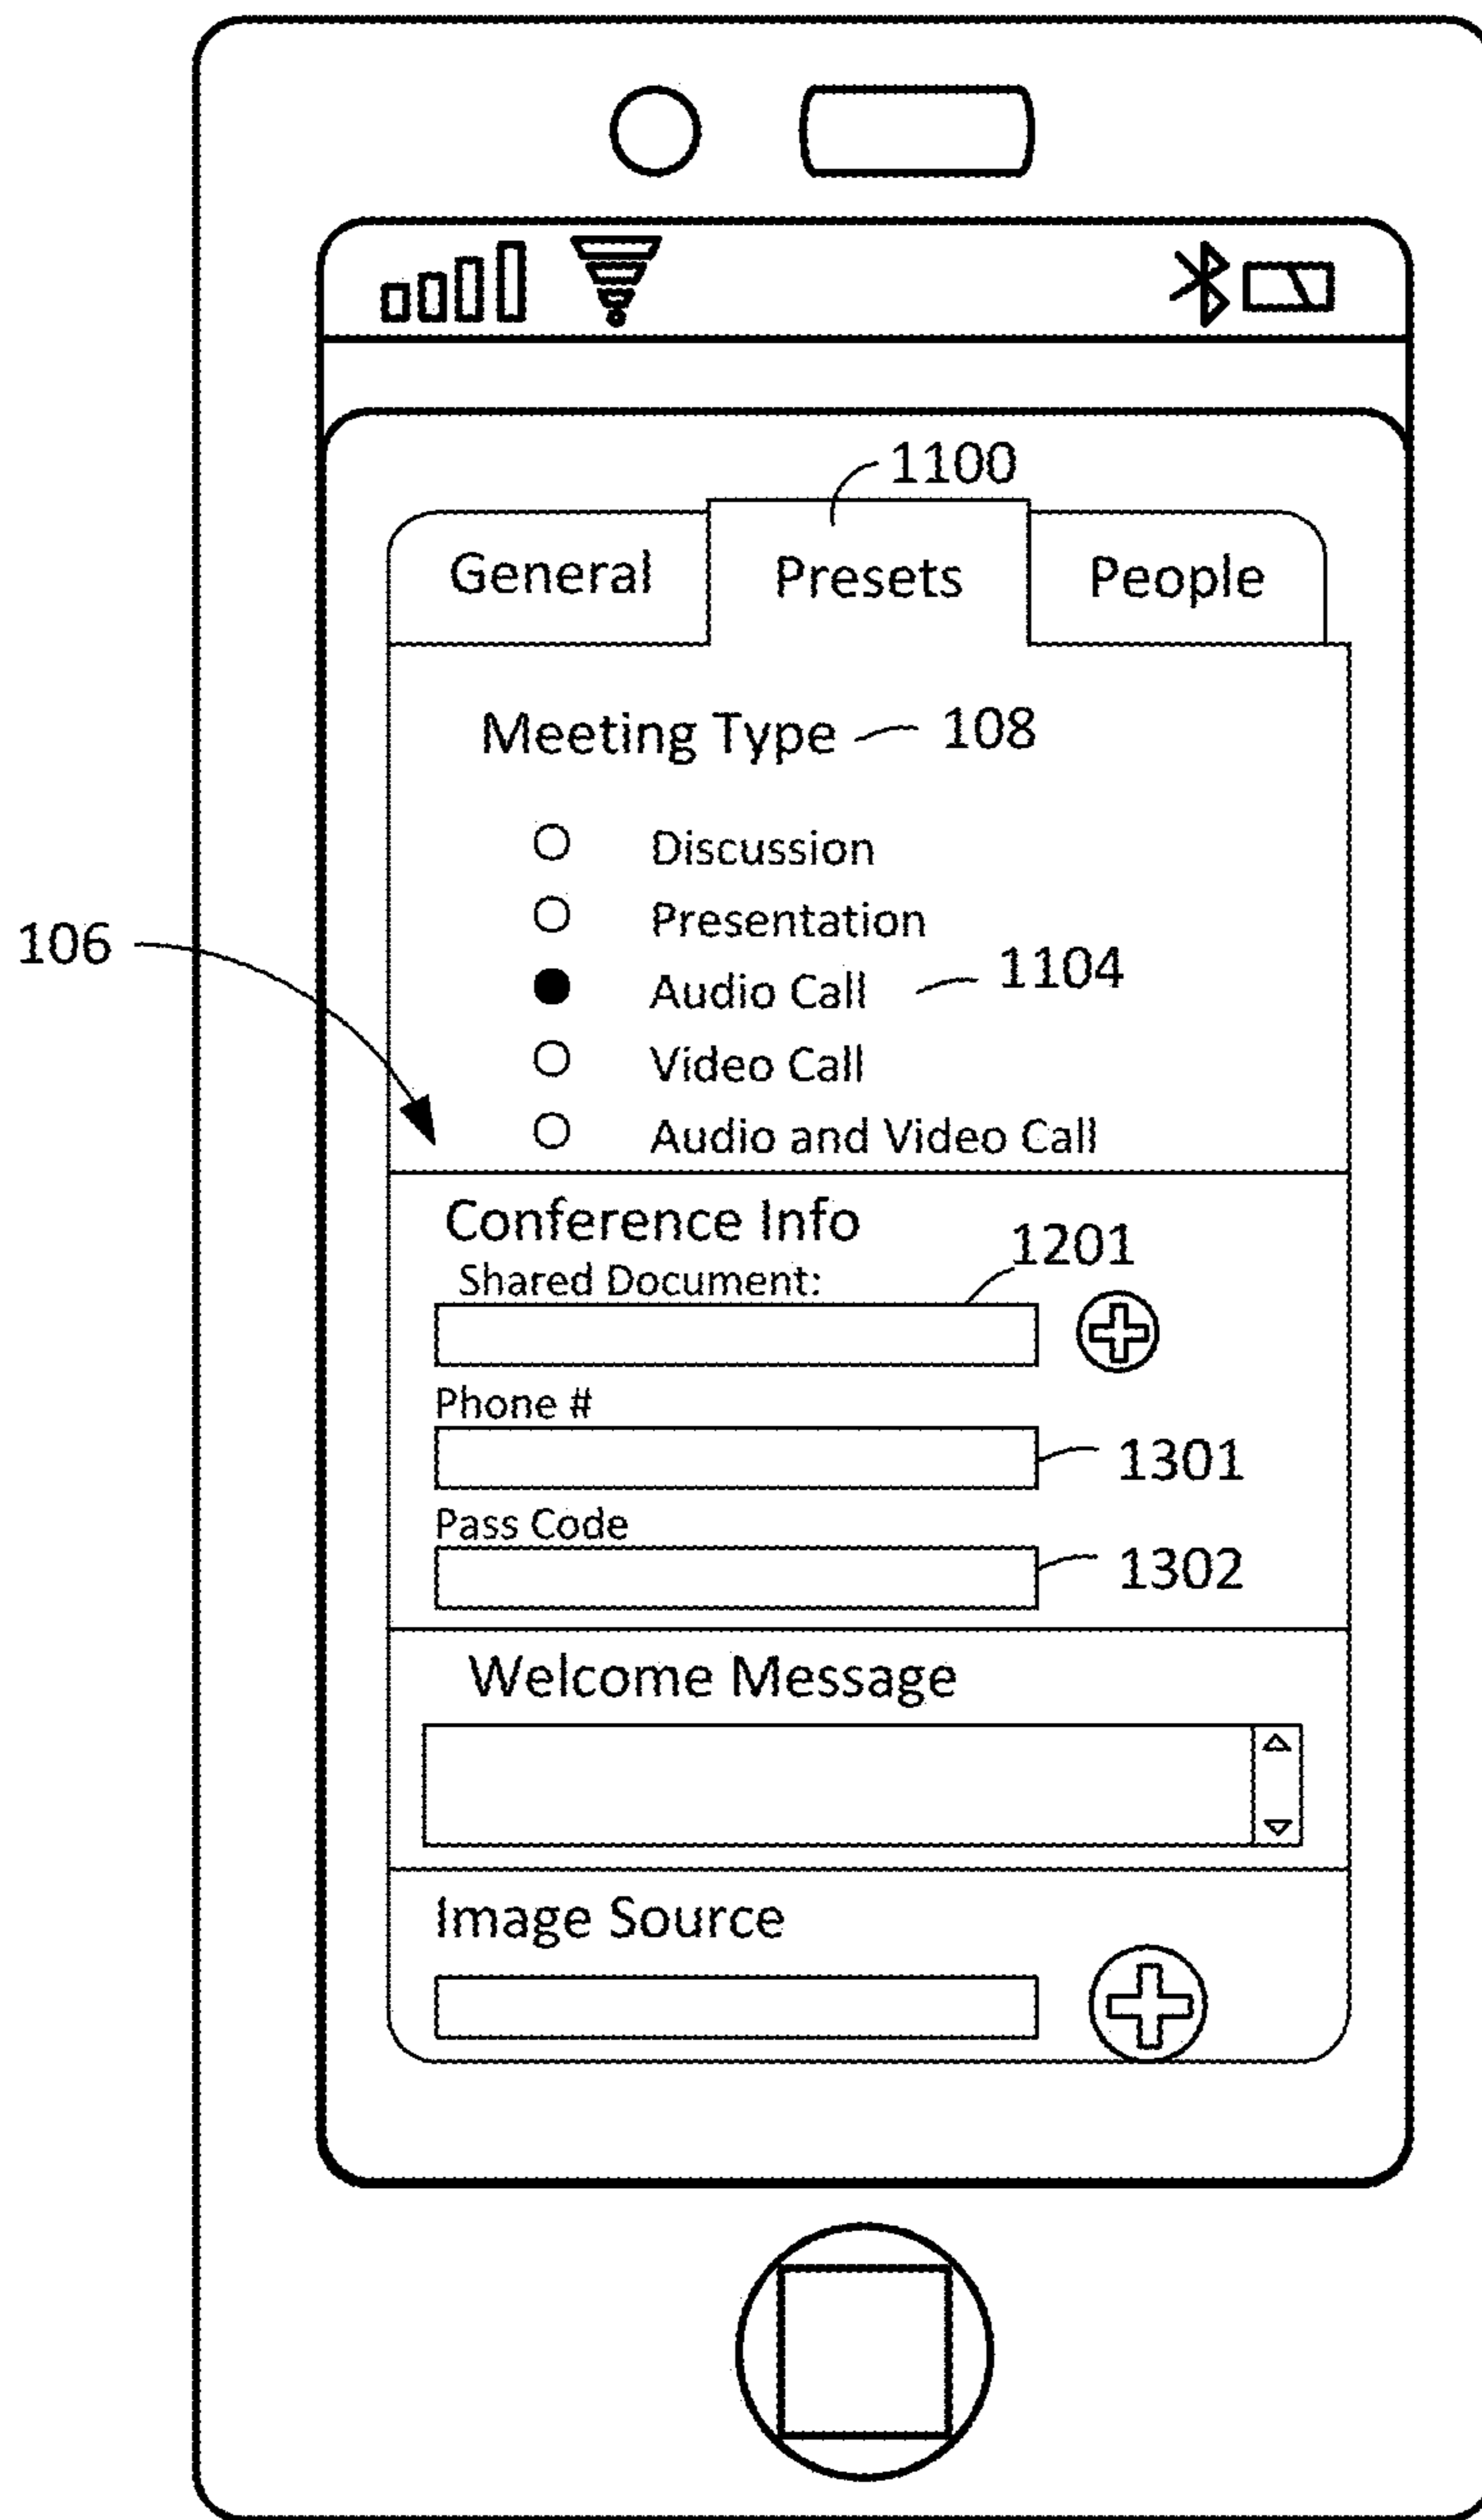 1100
General Presets People
Meeting Type 108
Discussion
Presentation
106
Audio Call 1104
Video Call
Audio and Video Call
Conference Info
1201
Shared Document:
Phone #
1301
Pass Code
1302
Welcome Message
Image Source